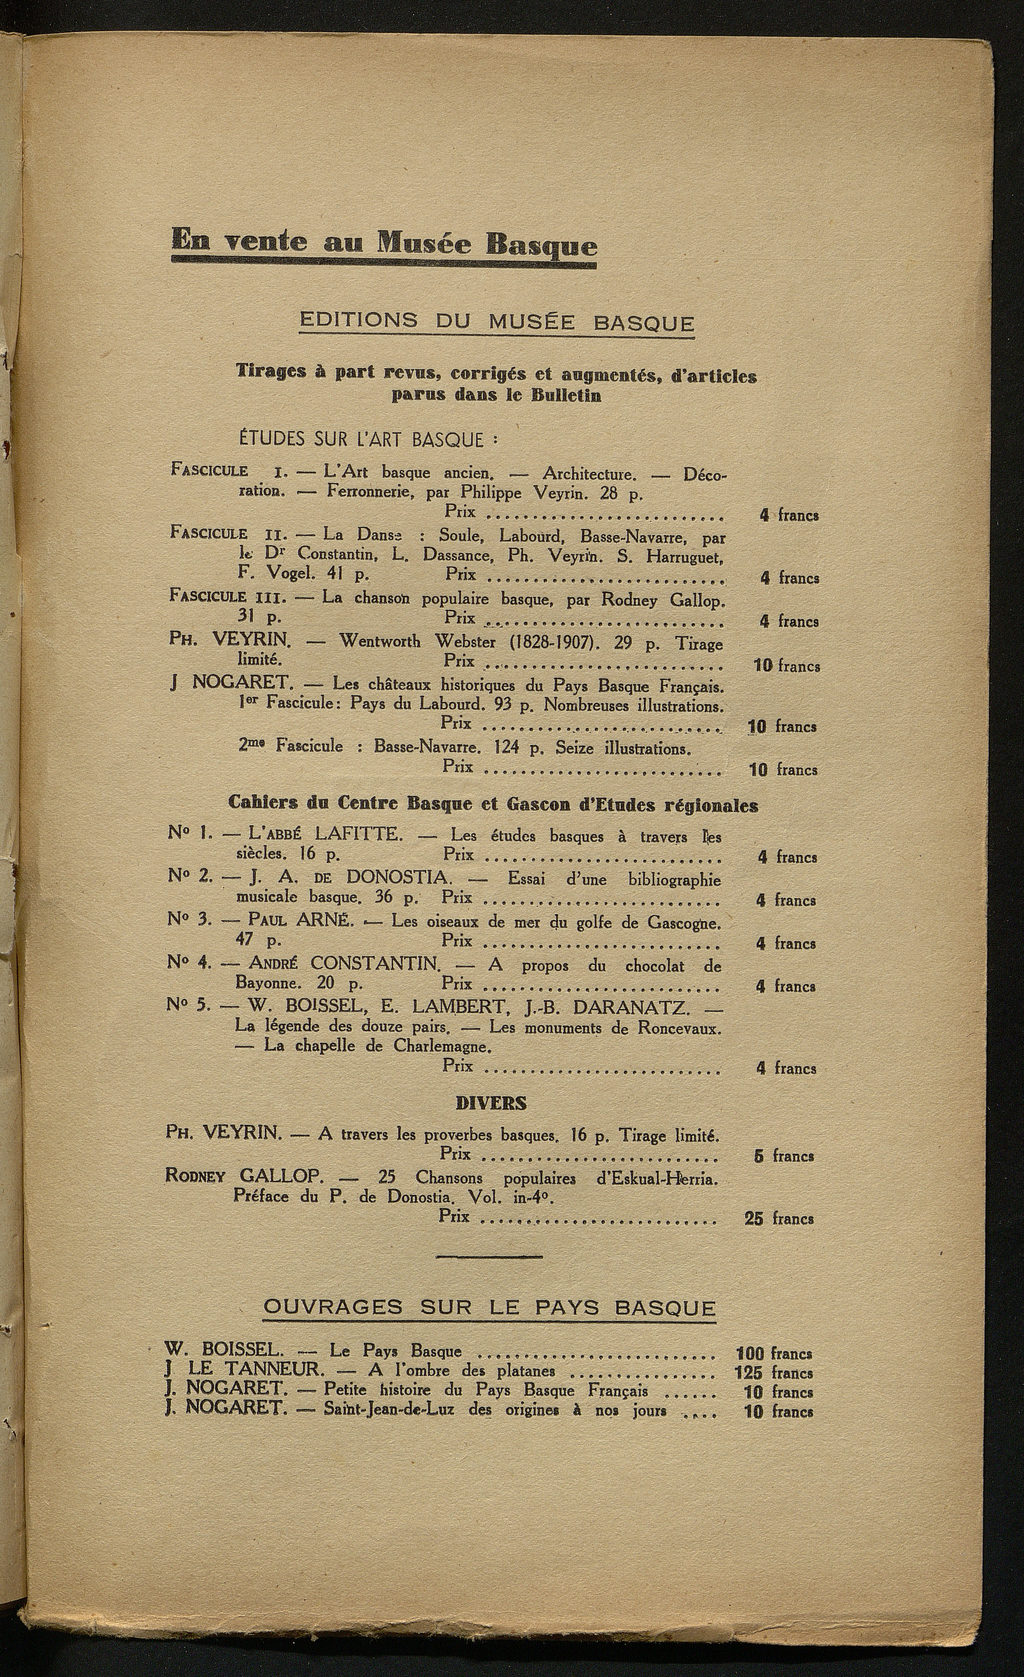 En vente au Musée Basque
EDITIONS DU MUSÉE BASQUE
Tirages à part revus, corrigés et augmentés, d'articles
parus dans le Bulletin
ÉTUDES SUR L'ART BASQUE :
FASCICULE I. — L'Art basque ancien. — Architecture. — Déco-
ration. — Ferronnerie, par Philippe Veyrin. 28 p.
Prix .......................... 4 francs
FASCICULE II. — La Danse : Soule, Labourd, Basse-Navarre, par
le Dr Constantin, L. Dassance, Ph. Veyrin. S. Harruguet,
F. Vogel. 41 p. Prix .......................... 4 francs
FASCICULE III. — La chanson populaire basque, par Rodney Gallop.
31 p. Prix .......................... 4 francs
PH. VEYRIN. — Wentworth Webster (1828-1907). 29 p. Tirage
limité. Prix .......................... 10 francs
J NOGARET. — Les châteaux historiques du Pays Basque Français.
1er Fascicule : Pays du Labourd. 93 p. Nombreuses illustrations.
Prix .......................... 10 francs
2me Fascicule : Basse-Navarre. 124 p. Seize illustrations.
Prix .......................... 10 francs
Cahiers du Centre Basque et Gascon d'Etudes régionales
No 1. — L'ABBÉ LAFITTE. — Les études basques à travers les
siècles. 16 p. Prix .......................... 4 francs
No 2. — J. A. DE DONOSTIA. — Essai d'une bibliographie
musicale basque. 36 p. Prix .......................... 4 francs
No 3. — PAUL ARNÉ. — Les oiseaux de mer du golfe de Gascogne.
47 p. Prix .......................... 4 francs
No 4. — ANDRÉ CONSTANTIN. — A propos du chocolat de
Bayonne. 20 p. Prix .......................... 4 francs
No 5. — W. BOISSEL, E. LAMBERT, J.-B. DARANATZ. —
La légende des douze pairs. — Les monuments de Roncevaux.
— La chapelle de Charlemagne.
Prix .......................... 4 francs
DIVERS
PH. VEYRIN. — A travers les proverbes basques. 16 p. Tirage limité.
Prix .......................... 5 francs
RODNEY GALLOP. — 25 Chansons populaires d'Eskual-Herria.
Préface du P. de Donostia. Vol. in-4o.
Prix .......................... 25 francs
OUVRAGES SUR LE PAYS BASQUE
W. BOISSEL. — Le Pays Basque .......................... 100 francs
J LE TANNEUR. — A l'ombre des platanes ................ 125 francs
J. NOGARET. — Petite histoire du Pays Basque Français ...... 10 francs
J. NOGARET. — Saint-Jean-de-Luz des origines à nos jours .... 10 francs